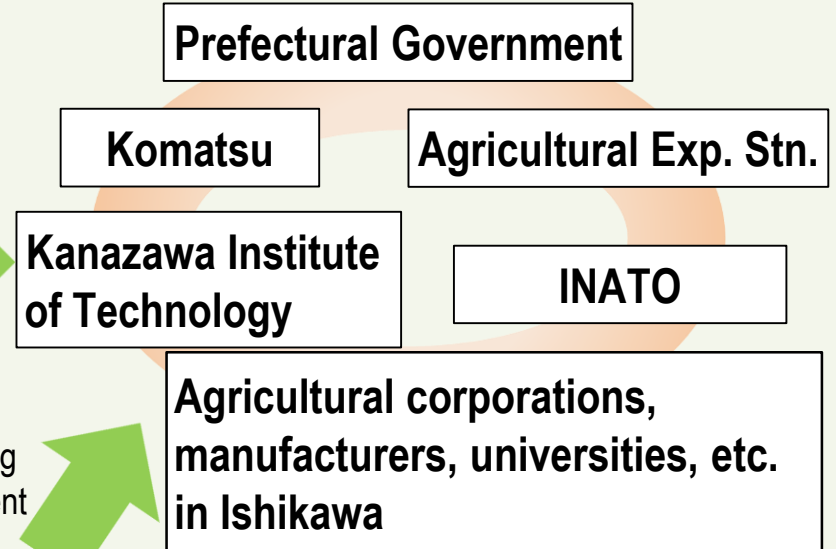 Prefectural Government
Komatsu
Agricultural Exp. Stn.
Kanazawa Institute
of Technology
INATO
Agricultural corporations,
manufacturers, universities, etc.
in Ishikawa